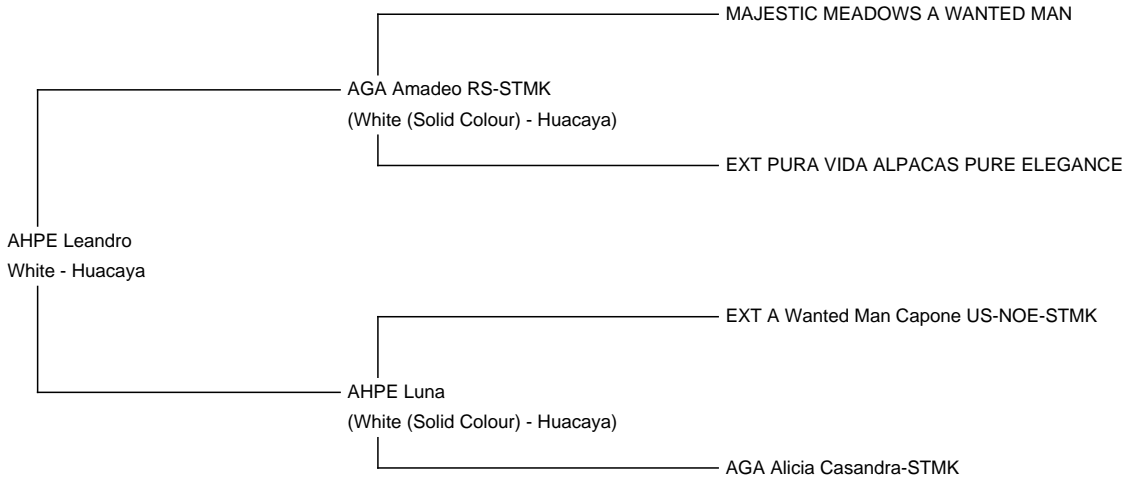 MAJESTIC MEADOWS A WANTED MAN
AGA Amadeo RS-STMK
(White (Solid Colour) - Huacaya)
EXT PURA VIDA ALPACAS PURE ELEGANCE
AHPE Leandro
White - Huacaya
EXT A Wanted Man Capone US-NOE-STMK
AHPE Luna
(White (Solid Colour) - Huacaya)
AGA Alicia Casandra-STMK